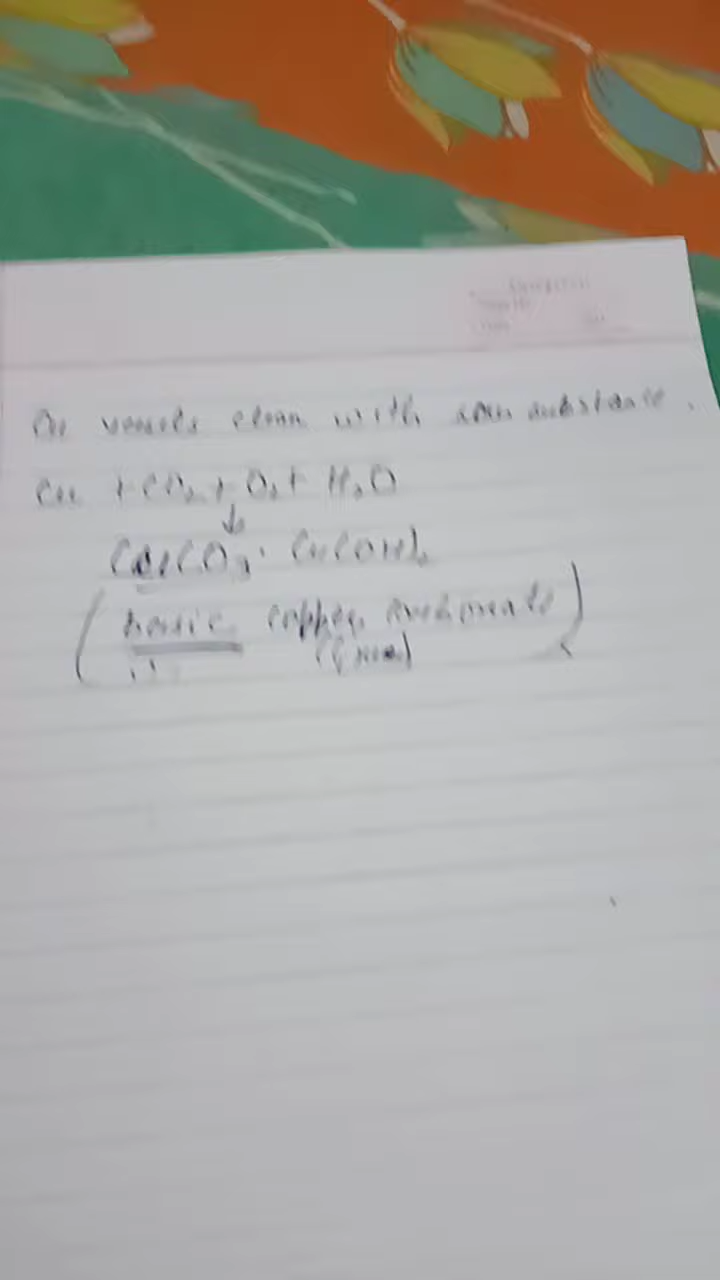 Cu vessels clean with sour substance.
Cu + CO₂ + O₂ + H₂O
↓
CuCO₃ · Cu(OH)₂
(basic copper carbonate)